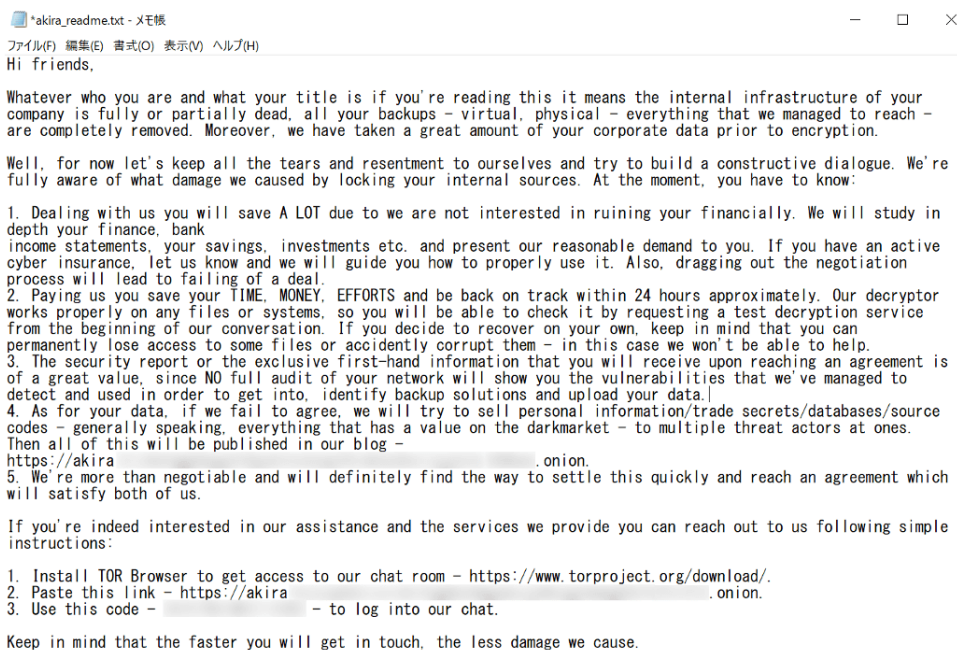 *akira_readme.txt - メモ帳
ファイル(F) 編集(E) 書式(O) 表示(V) ヘルプ(H)
Hi friends,
Whatever who you are and what your title is if you're reading this it means the internal infrastructure of your
company is fully or partially dead, all your backups - virtual, physical - everything that we managed to reach -
are completely removed. Moreover, we have taken a great amount of your corporate data prior to encryption.
Well, for now let's keep all the tears and resentment to ourselves and try to build a constructive dialogue. We're
fully aware of what damage we caused by locking your internal sources. At the moment, you have to know:
1. Dealing with us you will save A LOT due to we are not interested in ruining your financially. We will study in
depth your finance, bank
income statements, your savings, investments etc. and present our reasonable demand to you. If you have an active
cyber insurance, let us know and we will guide you how to properly use it. Also, dragging out the negotiation
process will lead to failing of a deal.
2. Paying us you save your TIME, MONEY, EFFORTS and be back on track within 24 hours approximately. Our decryptor
works properly on any files or systems, so you will be able to check it by requesting a test decryption service
from the beginning of our conversation. If you decide to recover on your own, keep in mind that you can
permanently lose access to some files or accidently corrupt them - in this case we won't be able to help.
3. The security report or the exclusive first-hand information that you will receive upon reaching an agreement is
of a great value, since NO full audit of your network will show you the vulnerabilities that we've managed to
detect and used in order to get into, identify backup solutions and upload your data.
4. As for your data, if we fail to agree, we will try to sell personal information/trade secrets/databases/source
codes - generally speaking, everything that has a value on the darkmarket - to multiple threat actors at ones.
Then all of this will be published in our blog -
https://akira .onion.
5. We're more than negotiable and will definitely find the way to settle this quickly and reach an agreement which
will satisfy both of us.
If you're indeed interested in our assistance and the services we provide you can reach out to us following simple
instructions:
1. Install TOR Browser to get access to our chat room - https://www.torproject.org/download/.
2. Paste this link - https://akira .onion.
3. Use this code - - to log into our chat.
Keep in mind that the faster you will get in touch, the less damage we cause.